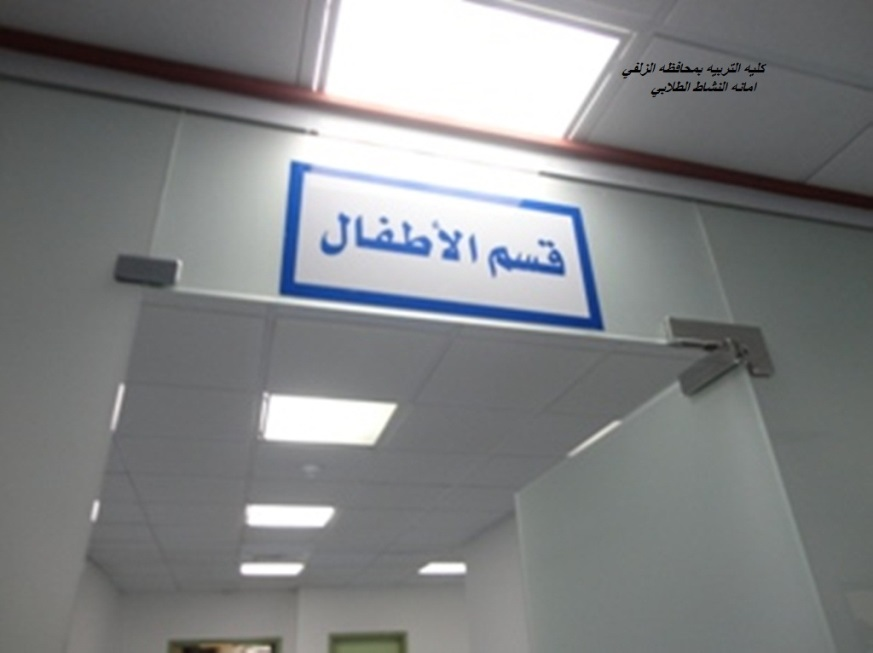 كليه التربيه بمحافظه الزلفي
امانه النشاط الطلابي
قسم الأطفال